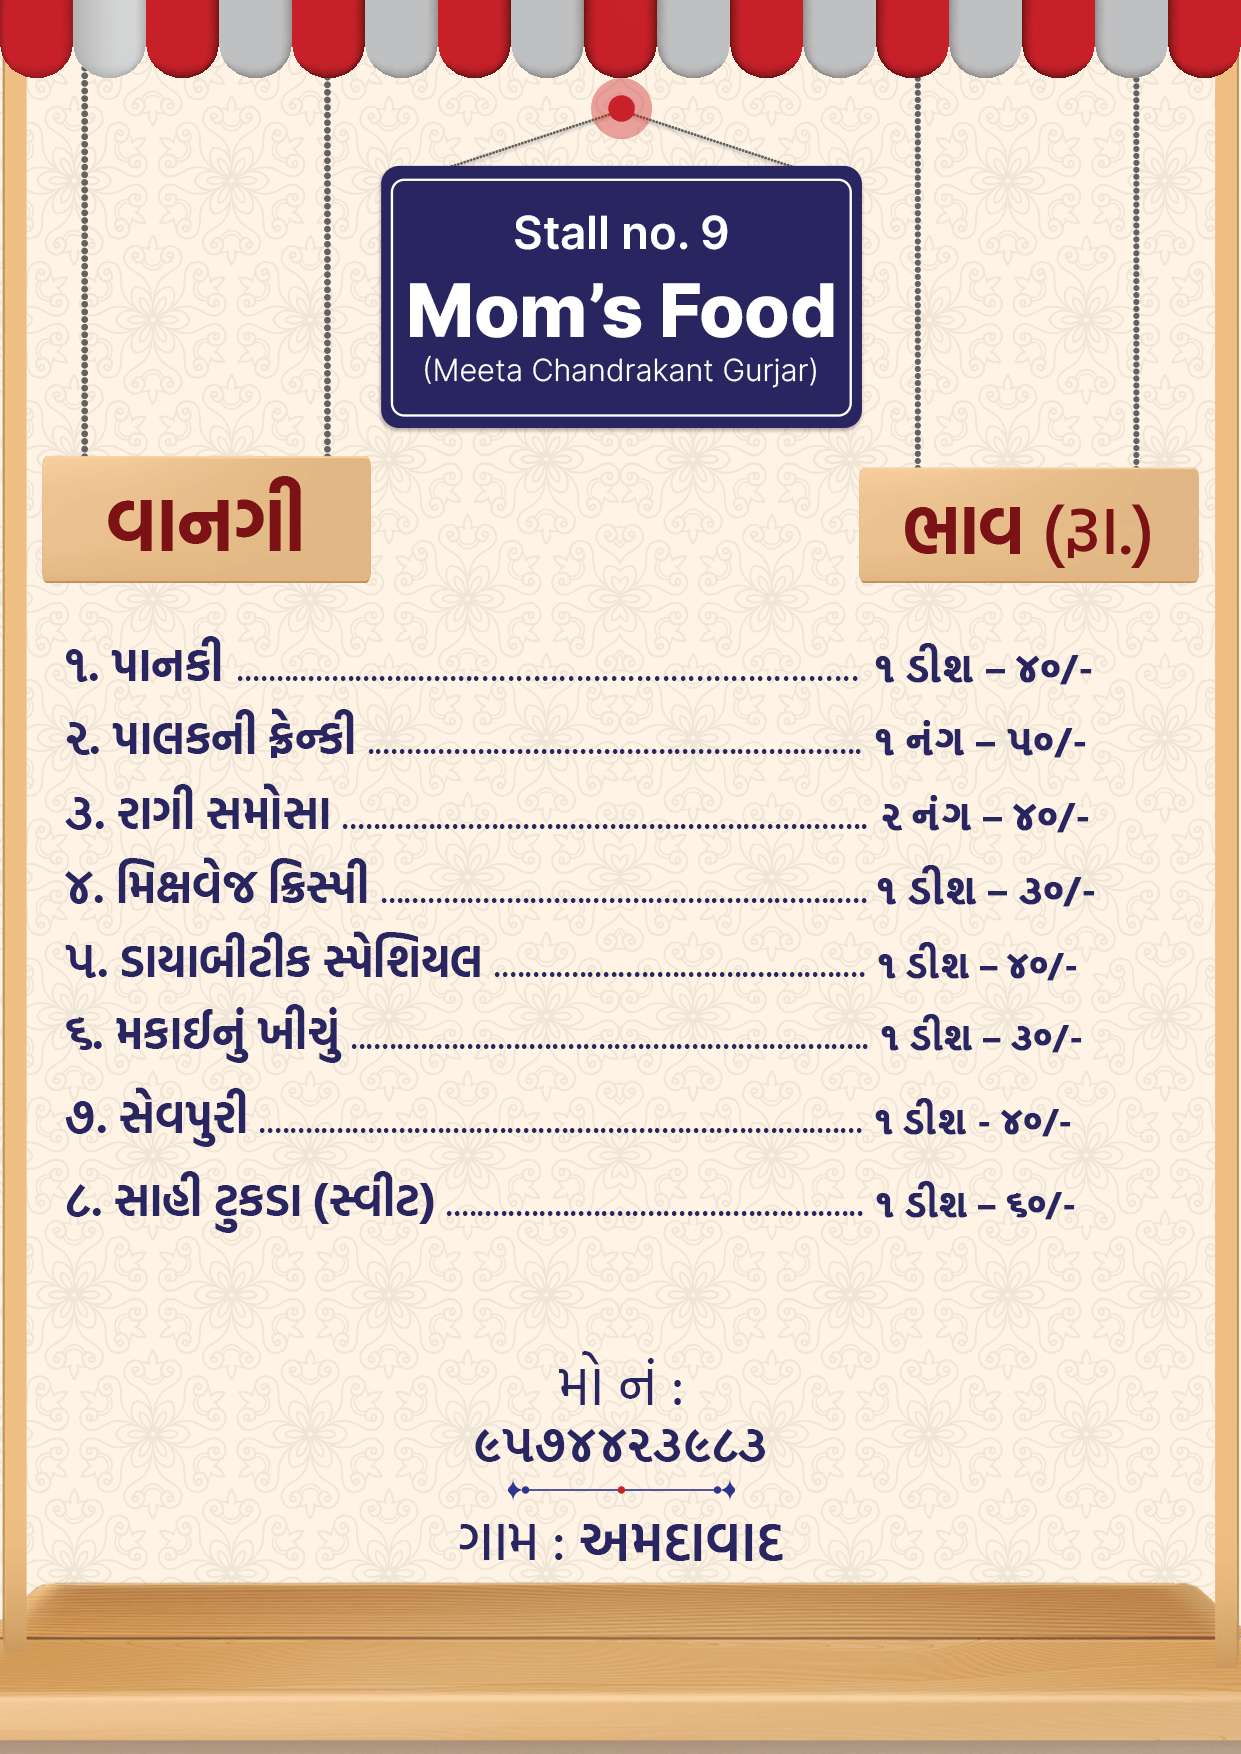 Stall no. 9
Mom’s Food
(Meeta Chandrakant Gurjar)
વાનગી ભાવ (રૂા.)
૧. પાનકી ........................ ૧ ડીશ – ૪૦/-
૨. પાલકની ફ્રેન્કી ........................ ૧ નંગ – ૫૦/-
૩. રાગી સમોસા ........................ ૨ નંગ – ૪૦/-
૪. મિક્ષવેજ ક્રિસ્પી ........................ ૧ ડીશ – ૩૦/-
૫. ડાયાબીટીક સ્પેશિયલ ........................ ૧ ડીશ – ૪૦/-
૬. મકાઈનું ખીચું ........................ ૧ ડીશ – ૩૦/-
૭. સેવપુરી ........................ ૧ ડીશ - ૪૦/-
૮. સાહી ટુકડા (સ્વીટ) ........................ ૧ ડીશ – ૬૦/-
મો નં :
૯૫૭૪૪૨૩૯૮૩
ગામ : અમદાવાદ